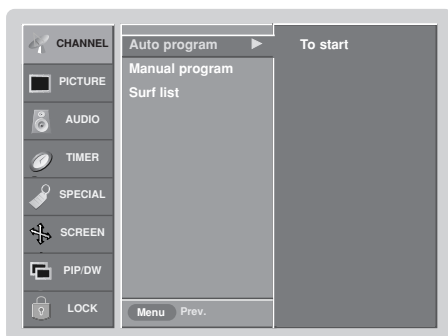 CHANNEL
PICTURE
AUDIO
TIMER
SPECIAL
SCREEN
PIP/DW
LOCK
Auto program
Manual program
Surf list
Menu Prev.
To start